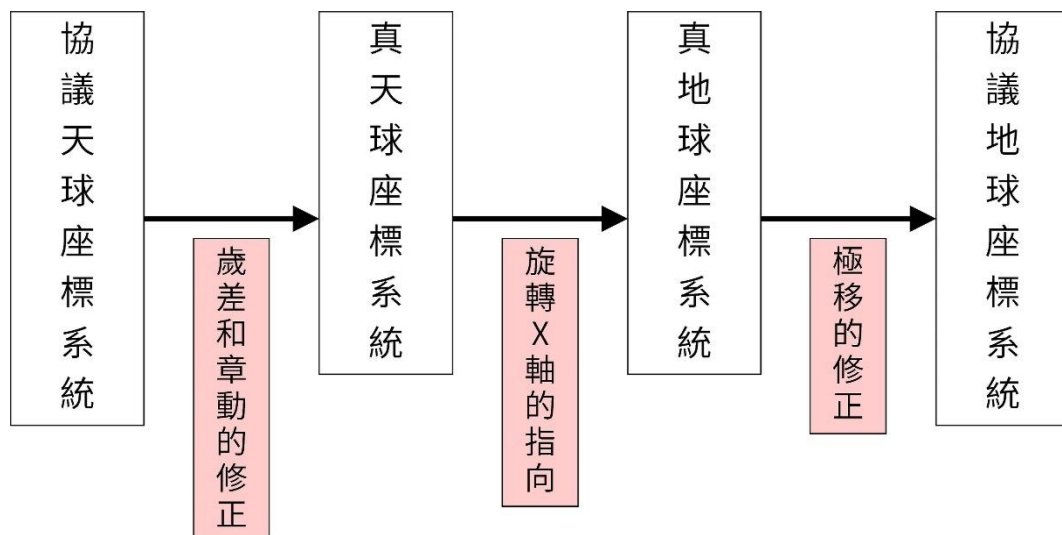 協議天球座標系統
歲差和章動的修正
真天球座標系統
旋轉X軸的指向
真地球座標系統
極移的修正
協議地球座標系統